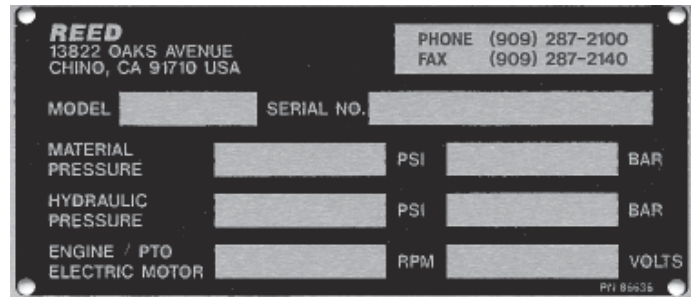 REED
13822 OAKS AVENUE
CHINO, CA 91710 USA
PHONE (909) 287-2100
FAX (909) 287-2140
MODEL SERIAL NO.
MATERIAL
PRESSURE PSI BAR
HYDRAULIC
PRESSURE PSI BAR
ENGINE / PTO
ELECTRIC MOTOR RPM VOLTS
P/N 86636